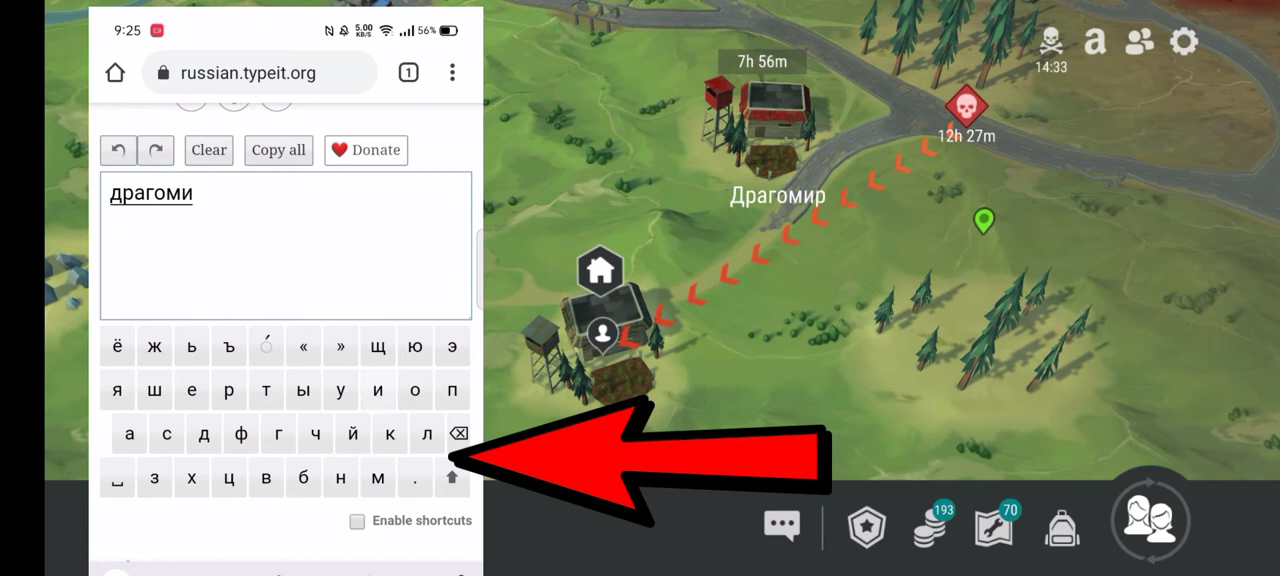 9:25
5.00
KB/S
56%
russian.typeit.org
1
Clear
Copy all
Donate
драгоми
ё ж ь ъ « » щ ю э
я ш е р т ы у и о п
а с д ф г ч й к л
␣ з х ц в б н м .
Enable shortcuts
7h 56m
Драгомир
12h 27m
14:33
a
193
70